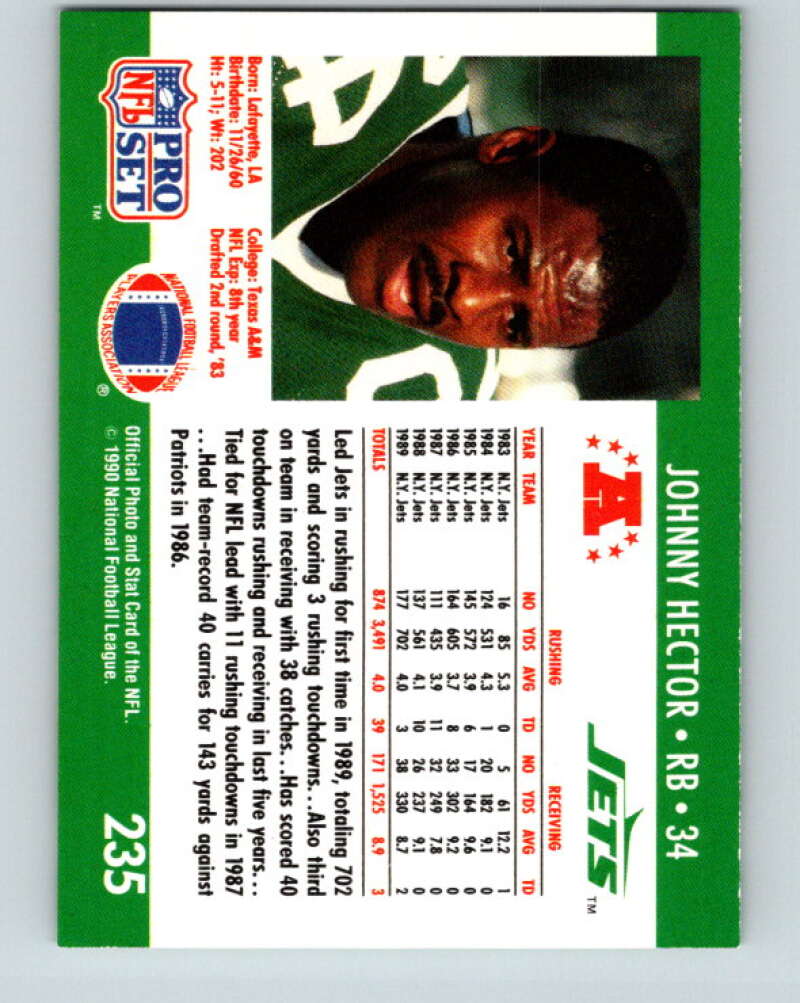 JOHNNY HECTOR • RB • 34
A
JETS TM
RUSHING RECEIVING
YEAR TEAM NO YDS AVG TD NO YDS AVG TD
1983 N.Y. Jets 16 85 5.3 0 5 61 12.2 1
1984 N.Y. Jets 124 531 4.3 1 20 182 9.1 0
1985 N.Y. Jets 145 572 3.9 6 17 164 9.6 0
1986 N.Y. Jets 164 605 3.7 8 33 302 9.2 0
1987 N.Y. Jets 111 435 3.9 11 32 249 7.8 0
1988 N.Y. Jets 137 561 4.1 10 26 237 9.1 0
1989 N.Y. Jets 177 702 4.0 3 38 330 8.7 2
TOTALS 874 3,491 4.0 39 171 1,525 8.9 3
Led Jets in rushing for first time in 1989, totaling 702
yards and scoring 3 rushing touchdowns...Also third
on team in receiving with 38 catches...Has scored 40
touchdowns rushing and receiving in last five years...
Tied for NFL lead with 11 rushing touchdowns in 1987
...Had team-record 40 carries for 143 yards against
Patriots in 1986.
Born: Lafayette, LA
Birthdate: 11/26/60
Ht: 5-11; Wt: 202
College: Texas A&M
NFL Exp: 8th year
Drafted 2nd round, '83
NFL PRO SET TM
NATIONAL FOOTBALL LEAGUE
PLAYERS ASSOCIATION ®
Official Photo and Stat Card of the NFL.
© 1990 National Football League.
235